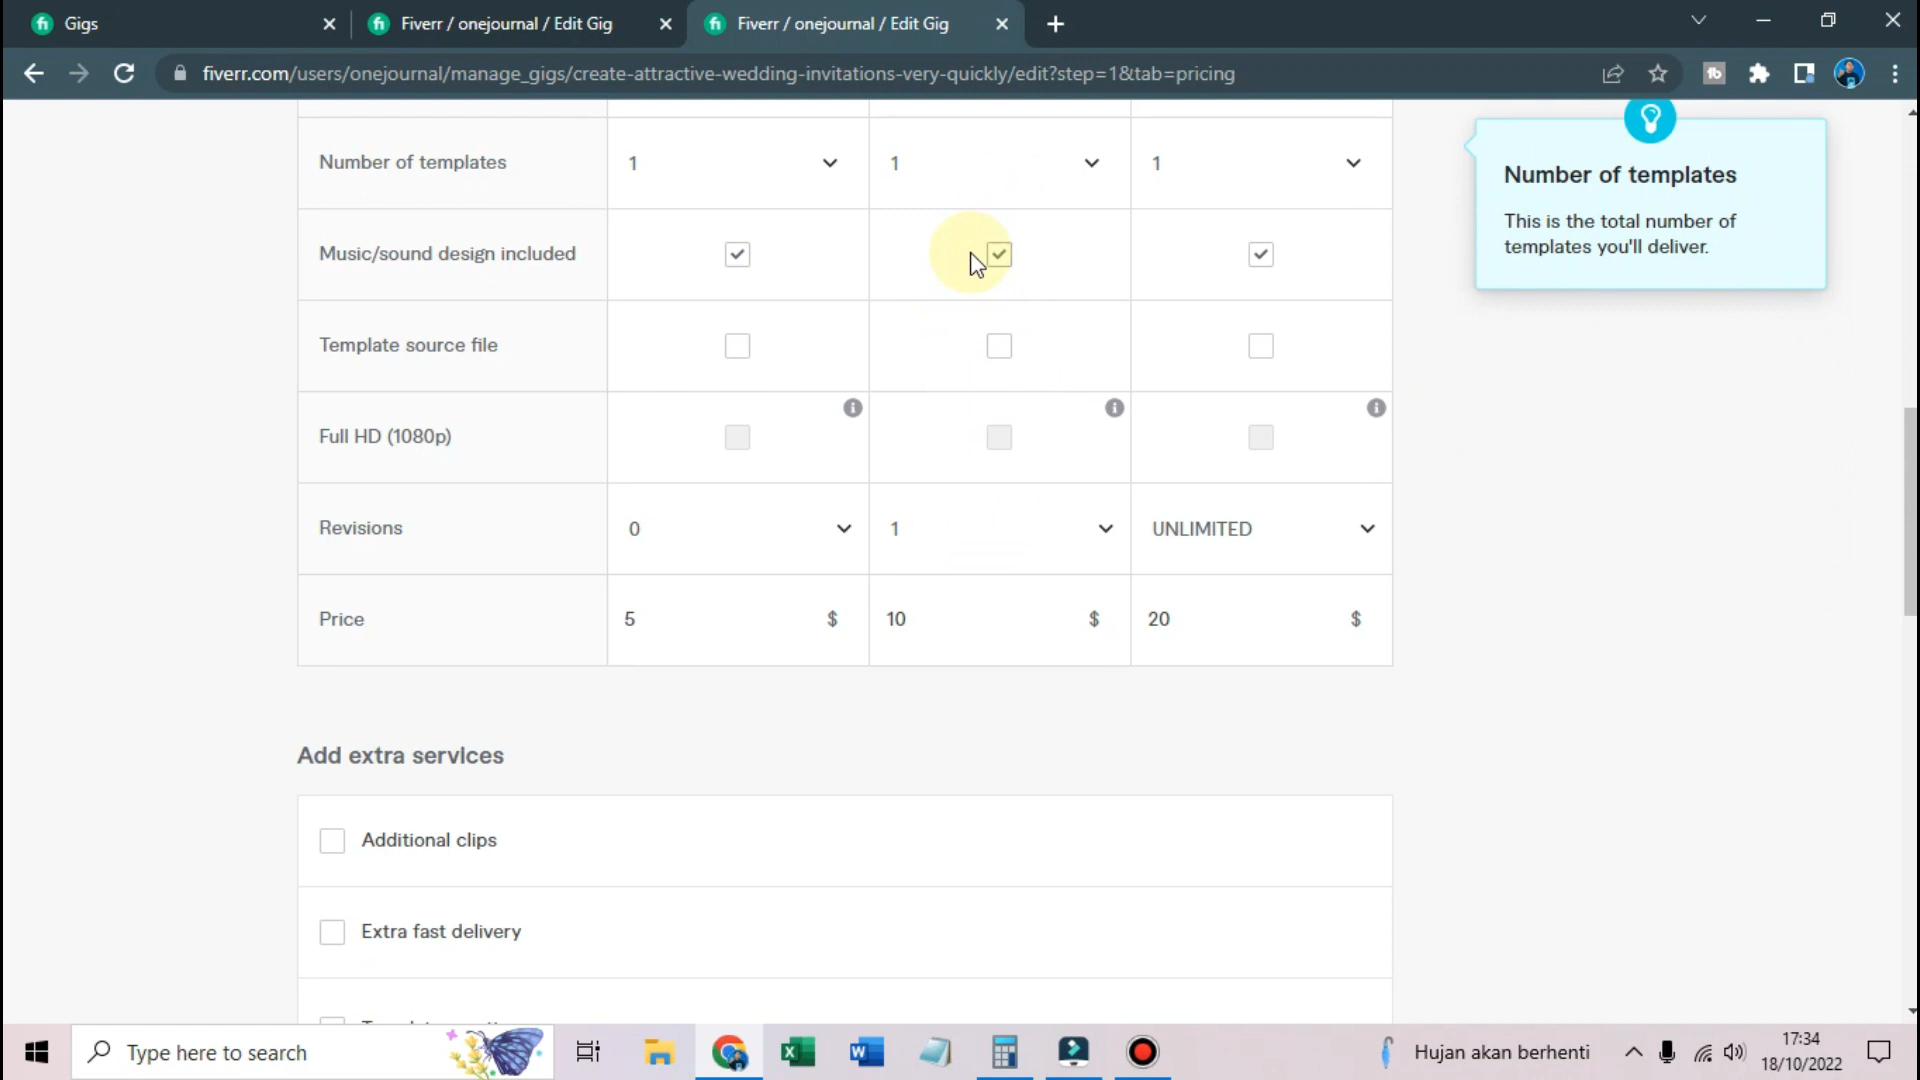 Gigs
Fiverr / onejournal / Edit Gig
Fiverr / onejournal / Edit Gig
fiverr.com/users/onejournal/manage_gigs/create-attractive-wedding-invitations-very-quickly/edit?step=1&tab=pricing
Number of templates 1 1 1
Music/sound design included
Template source file
Full HD (1080p)
Revisions 0 1 UNLIMITED
Price 5 $ 10 $ 20 $
Number of templates
This is the total number of
templates you'll deliver.
Add extra services
Additional clips
Extra fast delivery
Type here to search
Hujan akan berhenti
17:34
18/10/2022